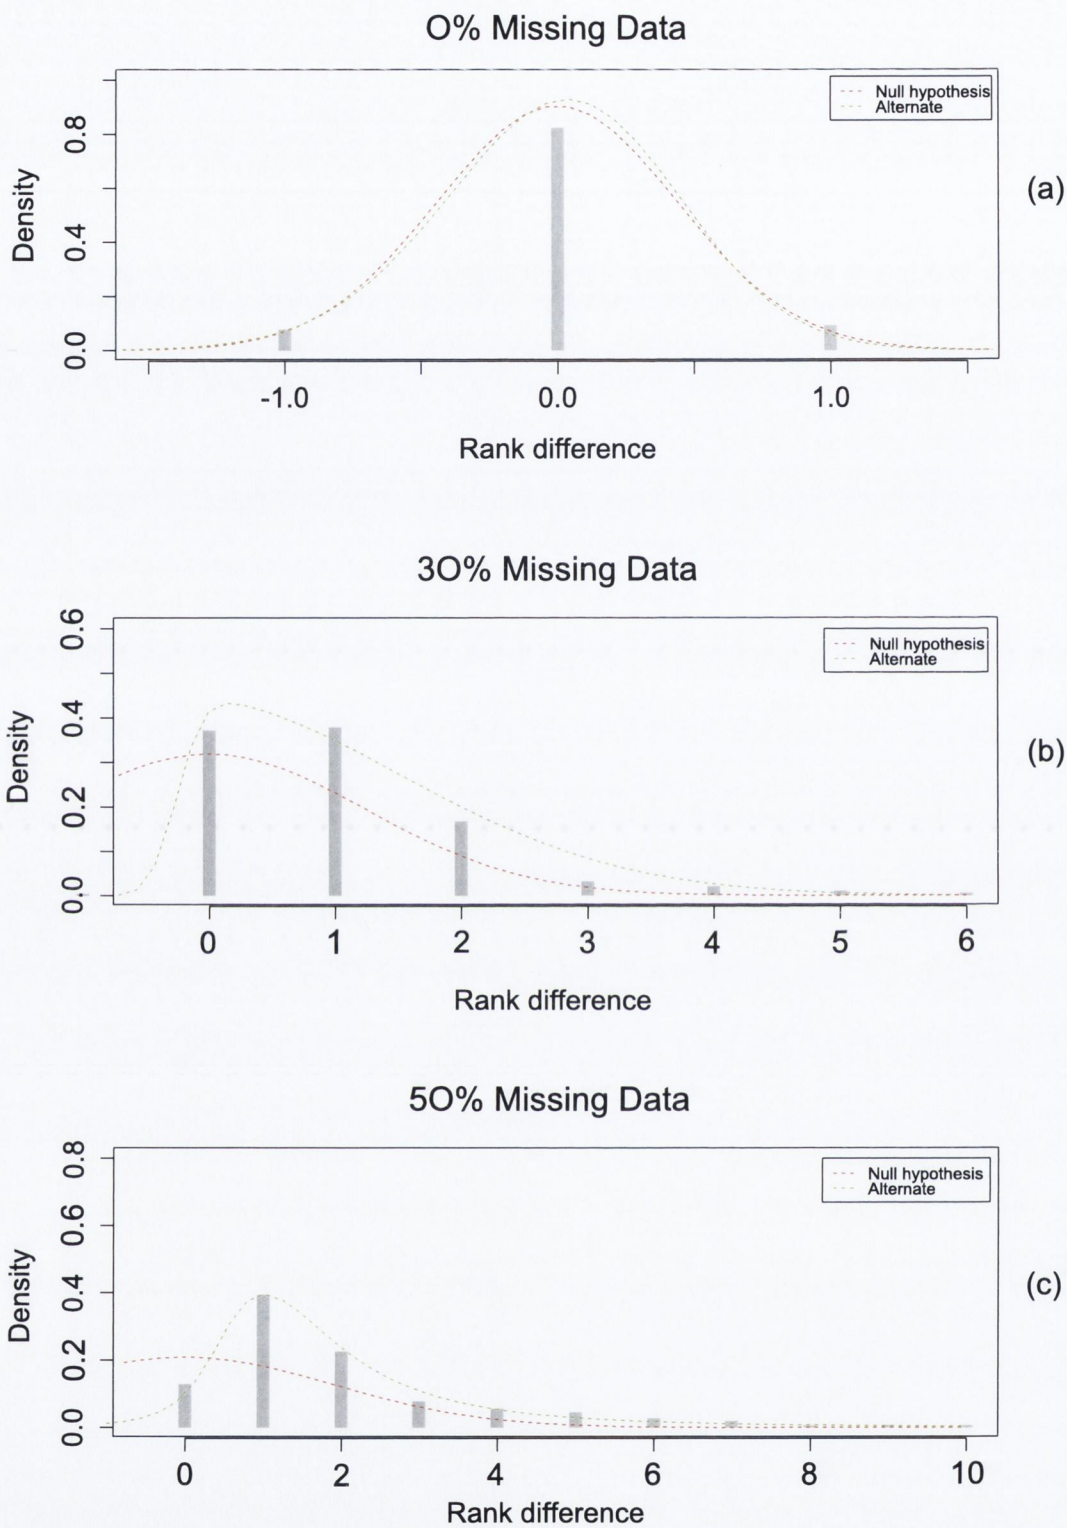 O% Missing Data
Null hypothesis
Alternate
Density
0.0 0.4 0.8
(a)
-1.0 0.0 1.0
Rank difference
3O% Missing Data
Null hypothesis
Alternate
Density
0.0 0.2 0.4 0.6
(b)
0 1 2 3 4 5 6
Rank difference
5O% Missing Data
Null hypothesis
Alternate
Density
0.0 0.2 0.4 0.6 0.8
(c)
0 2 4 6 8 10
Rank difference